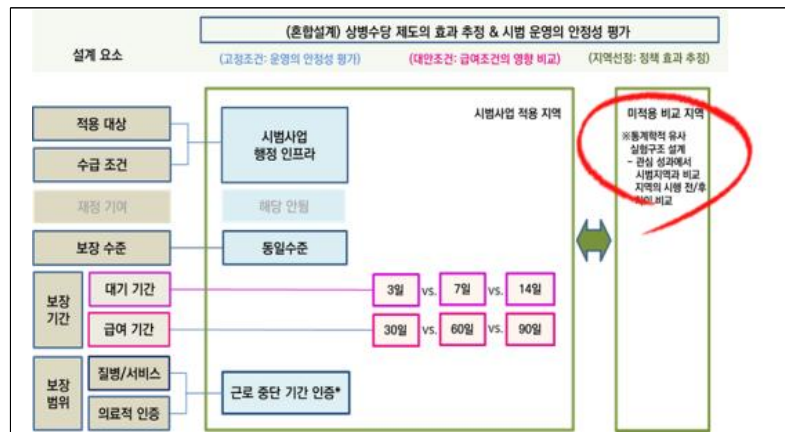 (혼합설계) 상병수당 제도의 효과 추정 & 시범 운영의 안정성 평가
설계 요소
(고정조건: 운영의 안정성 평가)
(대안조건: 급여조건의 영향 비교)
(지역선정: 정책 효과 추정)
시범사업 적용 지역
미적용 비교 지역
적용 대상
수급 조건
시범사업
행정 인프라
※통계학적 유사
실험구조 설계
- 관심 성과에서
시범지역과 비교
지역의 시행 전/후
차이 비교
재정 기여
해당 안됨
보장 수준
동일수준
보장
기간
대기 기간
3일 vs. 7일 vs. 14일
급여 기간
30일 vs. 60일 vs. 90일
보장
범위
질병/서비스
의료적 인증
근로 중단 기간 인증*